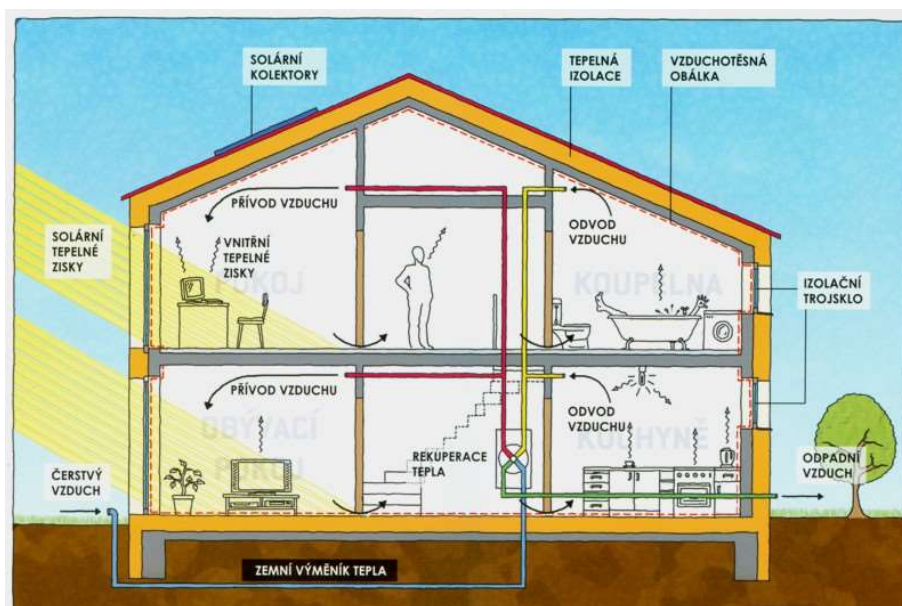 SOLÁRNÍ
KOLEKTORY
TEPELNÁ
IZOLACE
VZDUCHOTĚSNÁ
OBÁLKA
PŘÍVOD VZDUCHU
ODVOD
VZDUCHU
SOLÁRNÍ
TEPELNÉ
ZISKY
VNITŘNÍ
TEPELNÉ
ZISKY
POKOJ
KOUPELNA
IZOLAČNÍ
TROJSKLO
PŘÍVOD VZDUCHU
ODVOD
VZDUCHU
OBÝVACÍ
POKOJ
KUCHYNĚ
REKUPERACE
TEPLA
ČERSTVÝ
VZDUCH
ODPADNÍ
VZDUCH
ZEMNÍ VÝMĚNÍK TEPLA